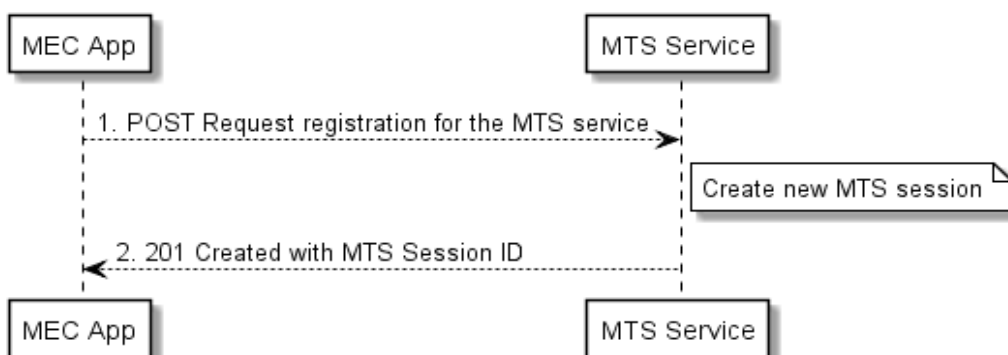 MEC App
MTS Service
1. POST Request registration for the MTS service
Create new MTS session
2. 201 Created with MTS Session ID
MEC App
MTS Service